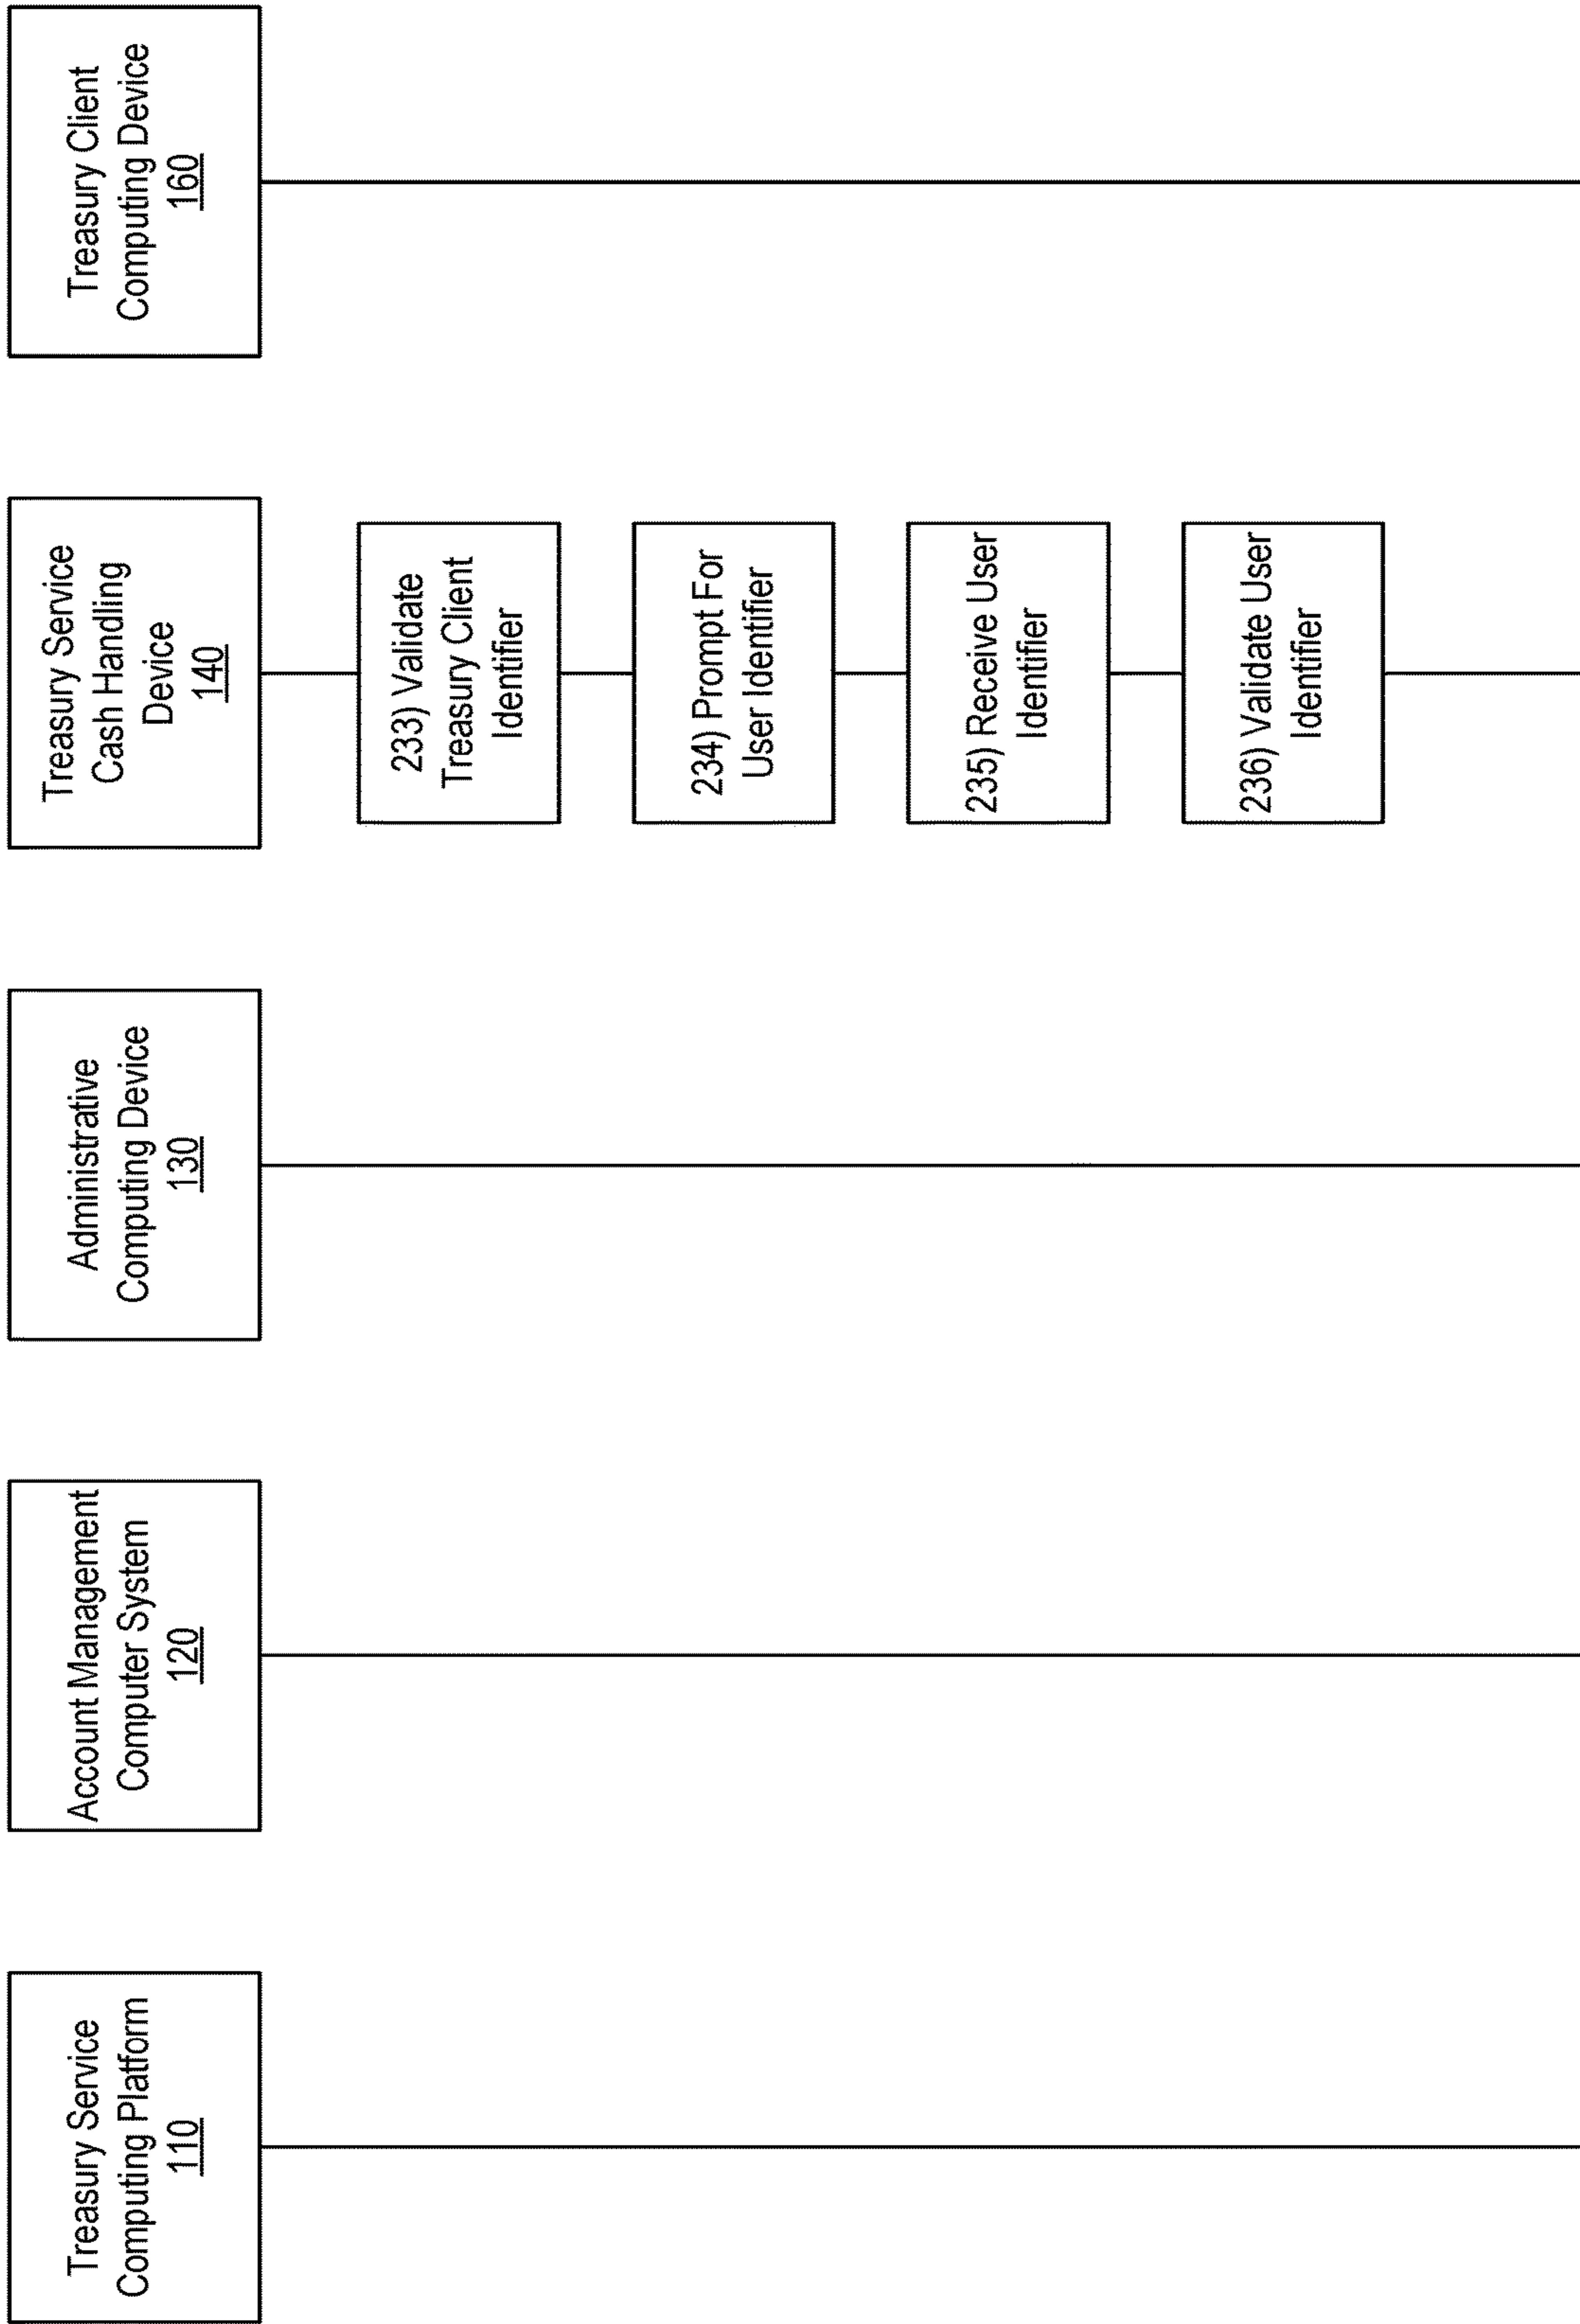 Treasury Service
Computing Platform
110
Account Management
Computer System
120
Administrative
Computing Device
130
Treasury Service
Cash Handling
Device
140
Treasury Client
Computing Device
160
233) Validate
Treasury Client
Identifier
234) Prompt For
User Identifier
235) Receive User
Identifier
236) Validate User
Identifier